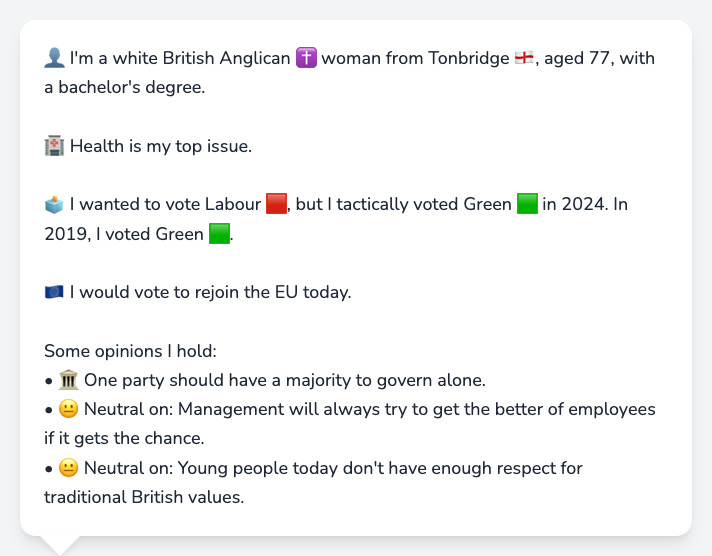 👤 I'm a white British Anglican ✝️ woman from Tonbridge 🏴󠁧󠁢󠁥󠁮󠁧󠁿, aged 77, with
a bachelor's degree.
🏥 Health is my top issue.
🗳️ I wanted to vote Labour 🟥, but I tactically voted Green 🟩 in 2024. In
2019, I voted Green 🟩.
🇪🇺 I would vote to rejoin the EU today.
Some opinions I hold:
• 🏛️ One party should have a majority to govern alone.
• 😐 Neutral on: Management will always try to get the better of employees
if it gets the chance.
• 😐 Neutral on: Young people today don't have enough respect for
traditional British values.